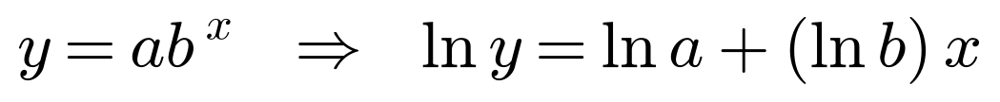 y = ab^x ⇒ ln y = ln a + (ln b) x